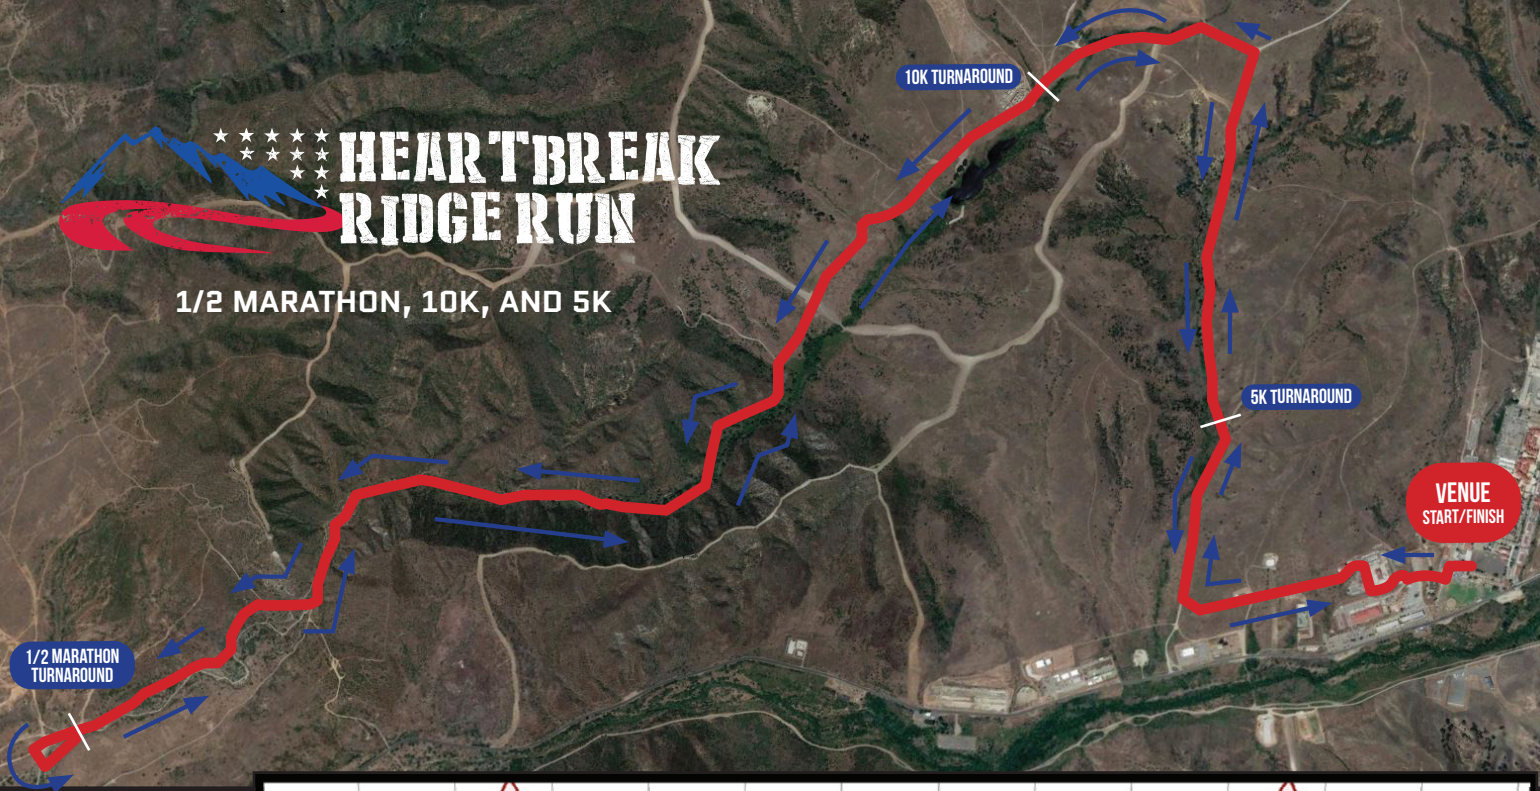 HEARTBREAK
RIDGE RUN
1/2 MARATHON, 10K, AND 5K
10K TURNAROUND
5K TURNAROUND
VENUE
START/FINISH
1/2 MARATHON
TURNAROUND